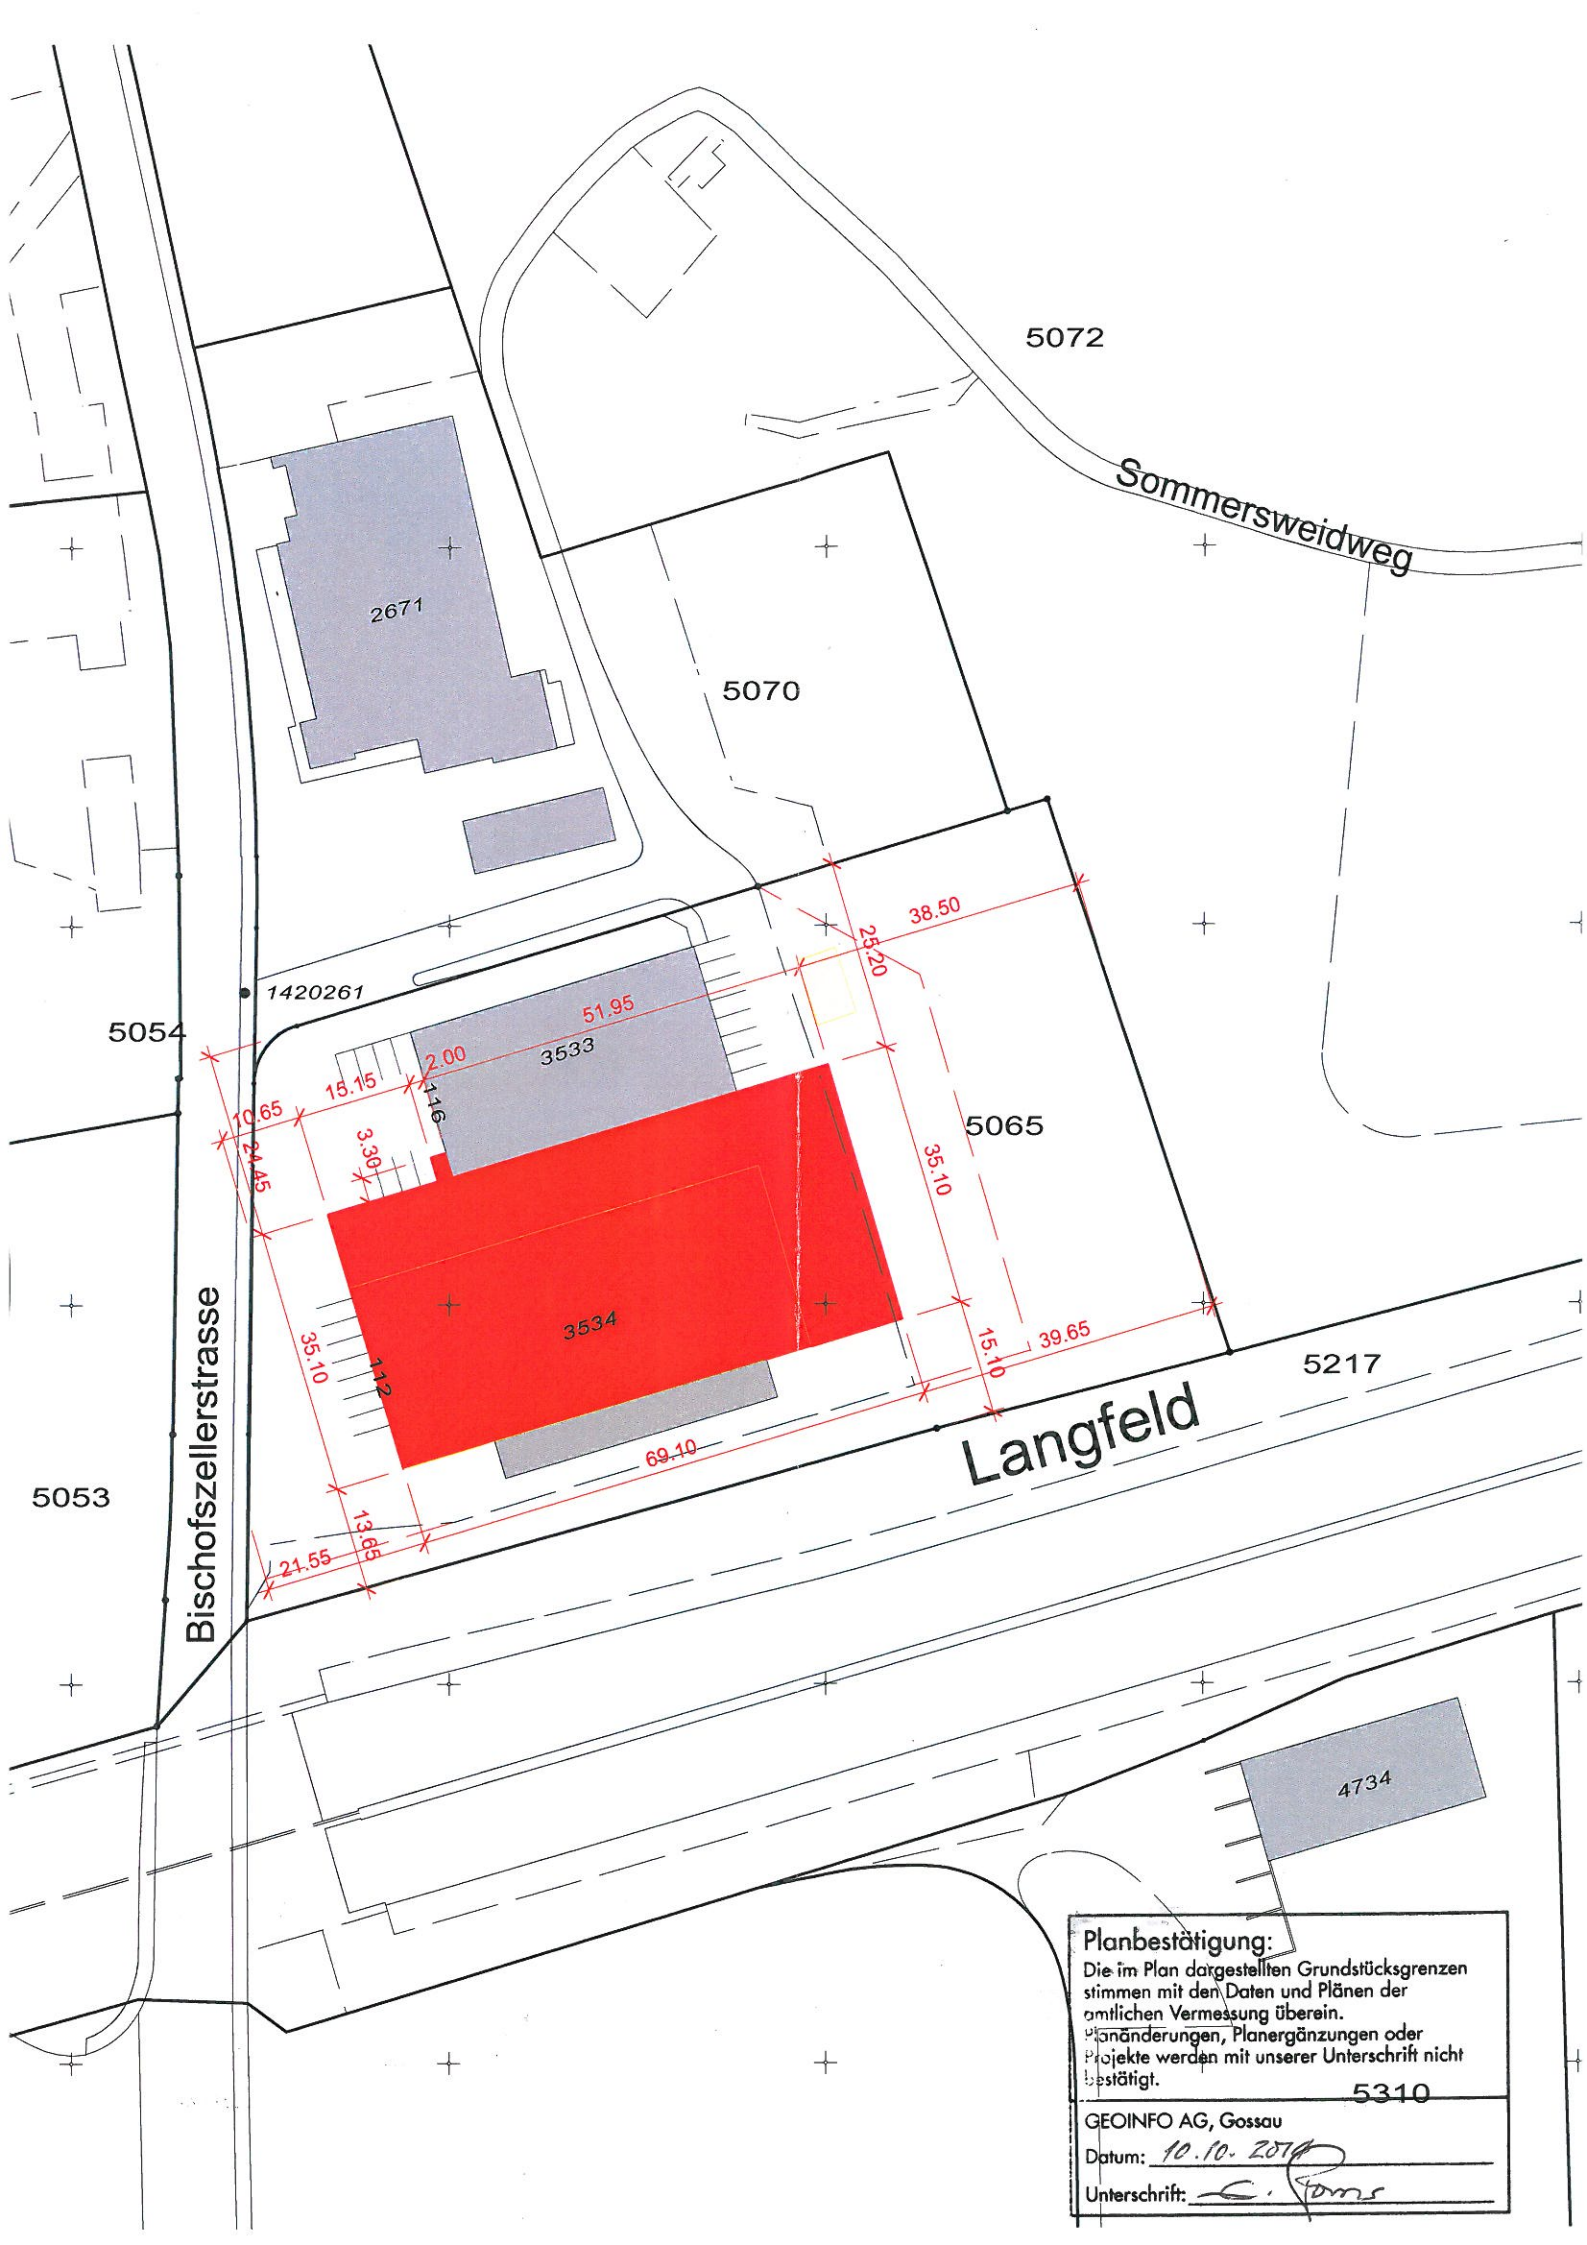 5072
Sommersweidweg
2671
5070
38.50
25.20
1420261
51.95
5054
3533
2.00
15.15
116
10.65
3.30
24.45
5065
35.10
3534
Bischofszellerstrasse
35.10
112
15.10
39.65
5217
Langfeld
69.10
5053
13.65
21.55
4734
Planbestätigung:
Die im Plan dargestellten Grundstücksgrenzen
stimmen mit den Daten und Plänen der
amtlichen Vermessung überein.
Planänderungen, Planergänzungen oder
Projekte werden mit unserer Unterschrift nicht
bestätigt.
5310
GEOINFO AG, Gossau
Datum: 10.10.
Unterschrift: